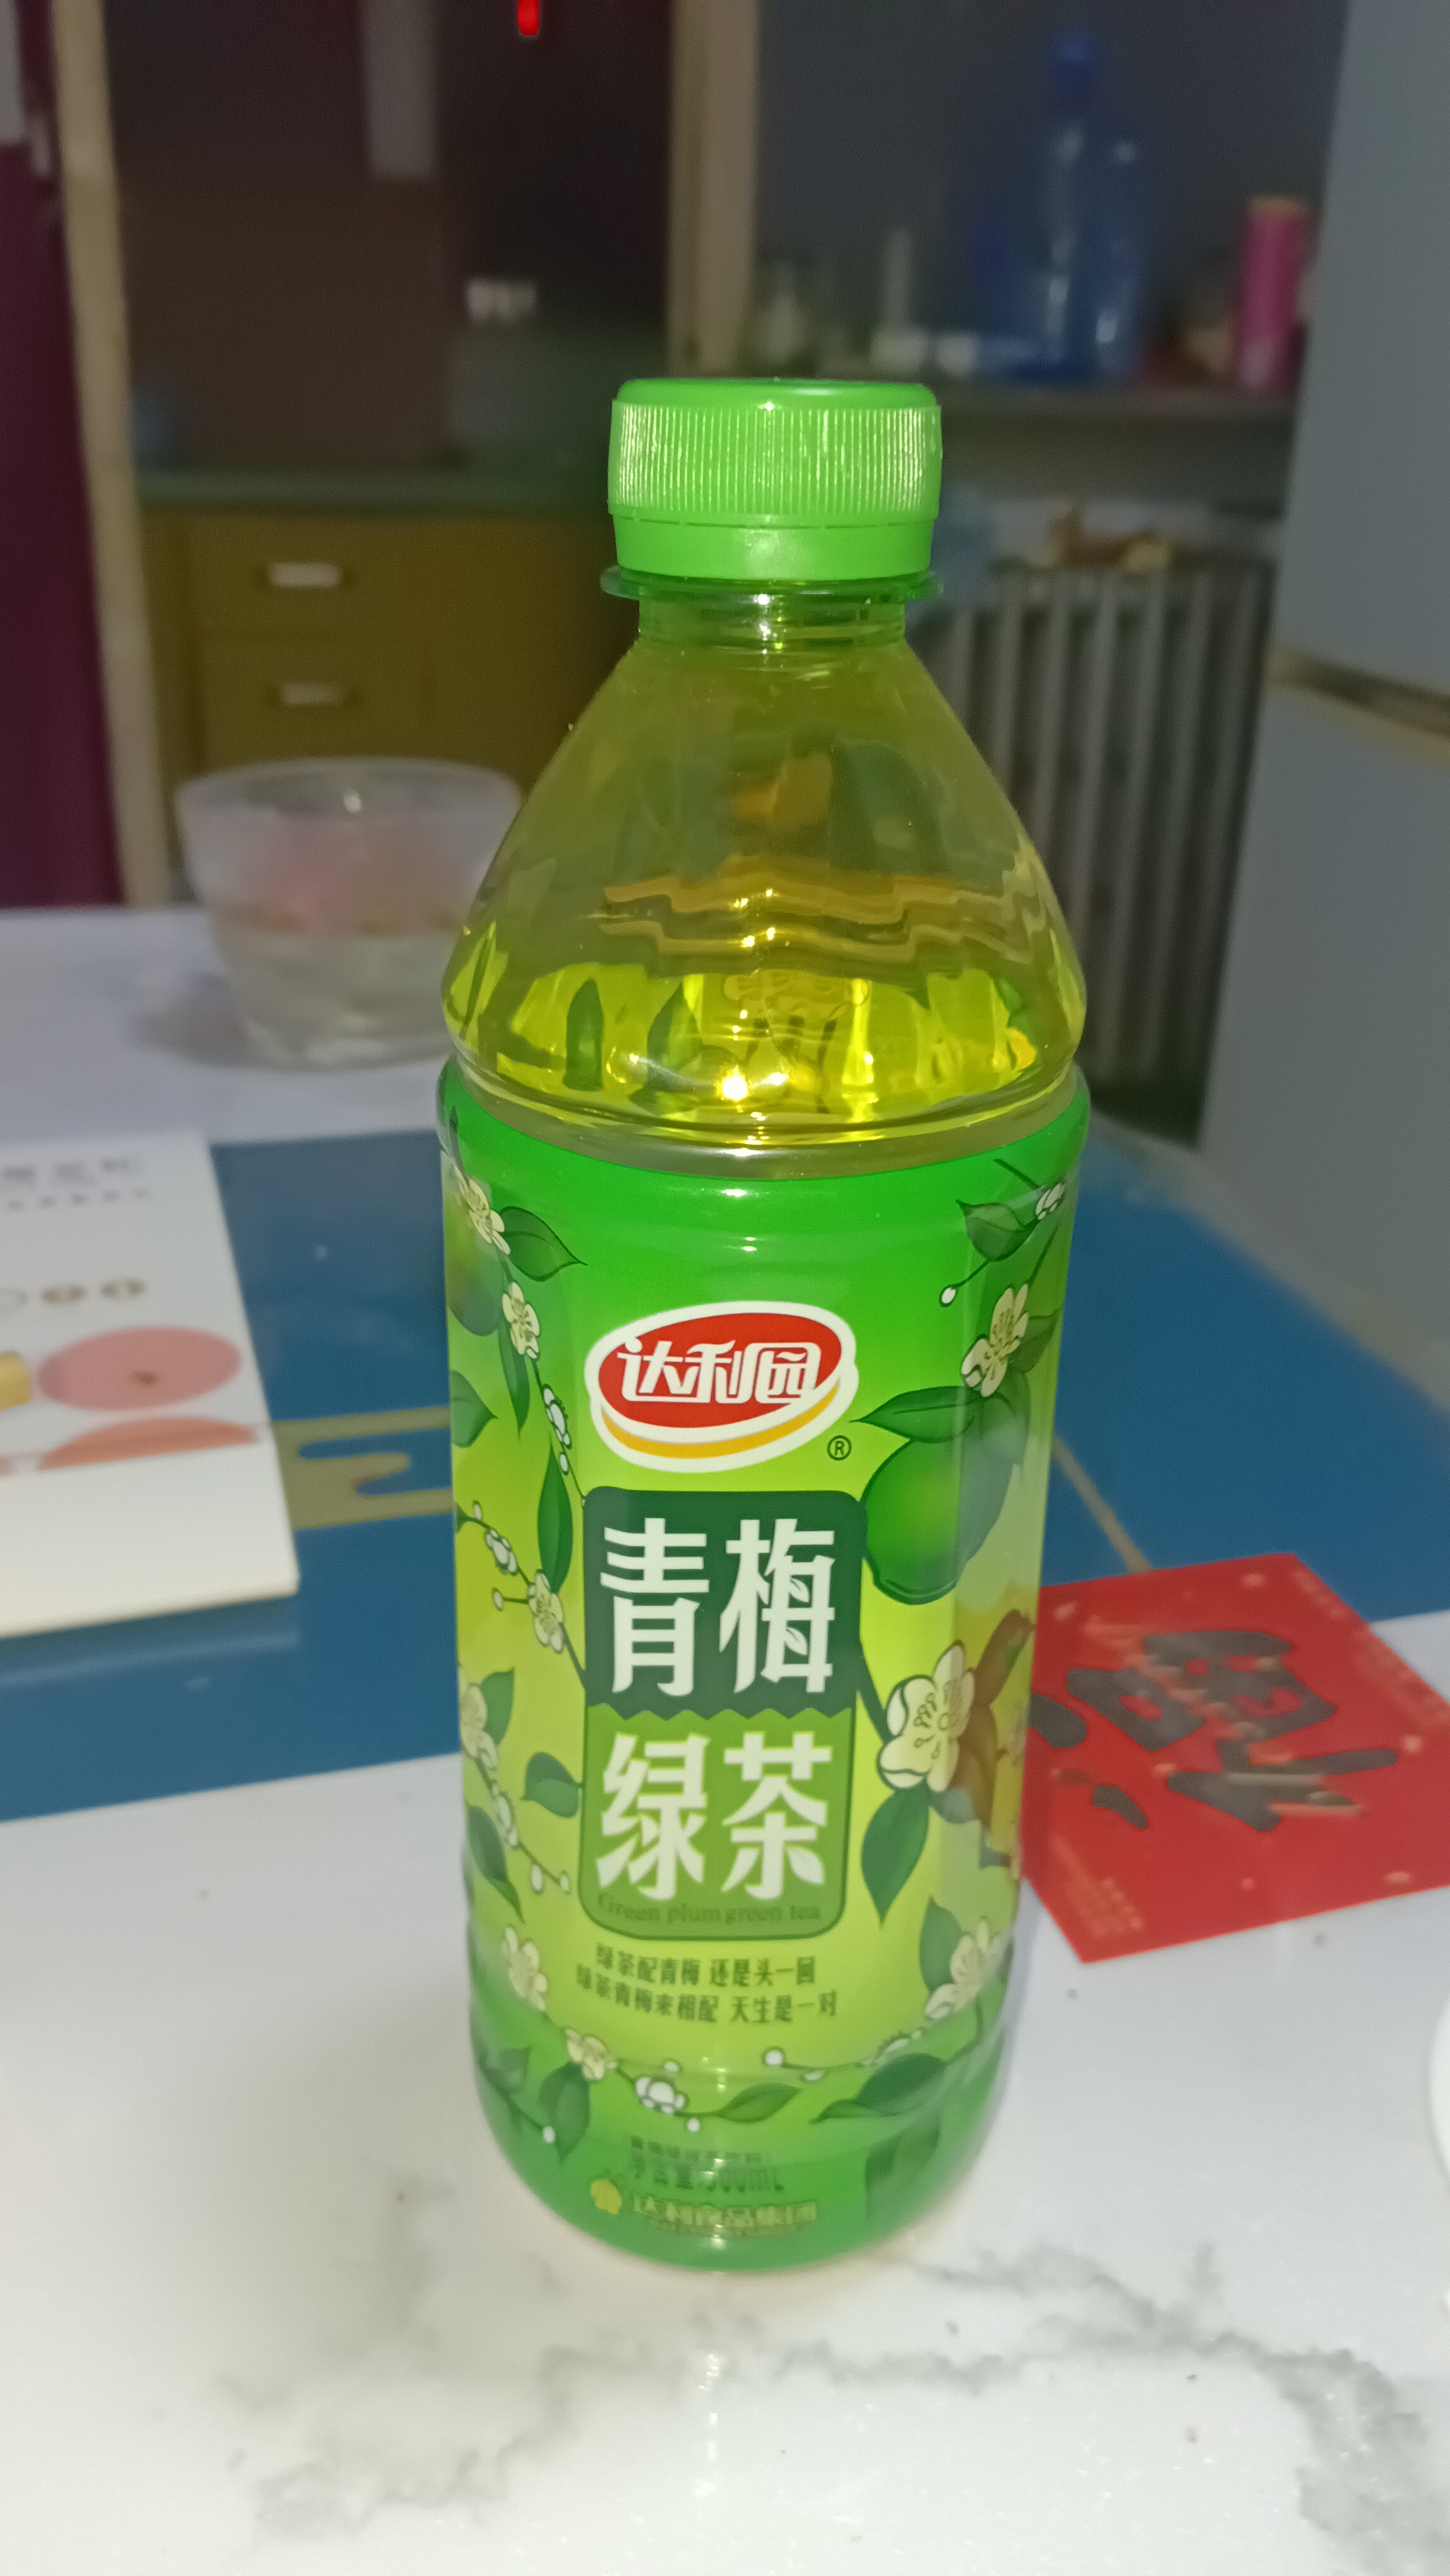 达利园
®
青梅
绿茶
Green plum green tea
绿茶配青梅 还是头一回
绿茶青梅来相配 天生是一对
达利食品集团